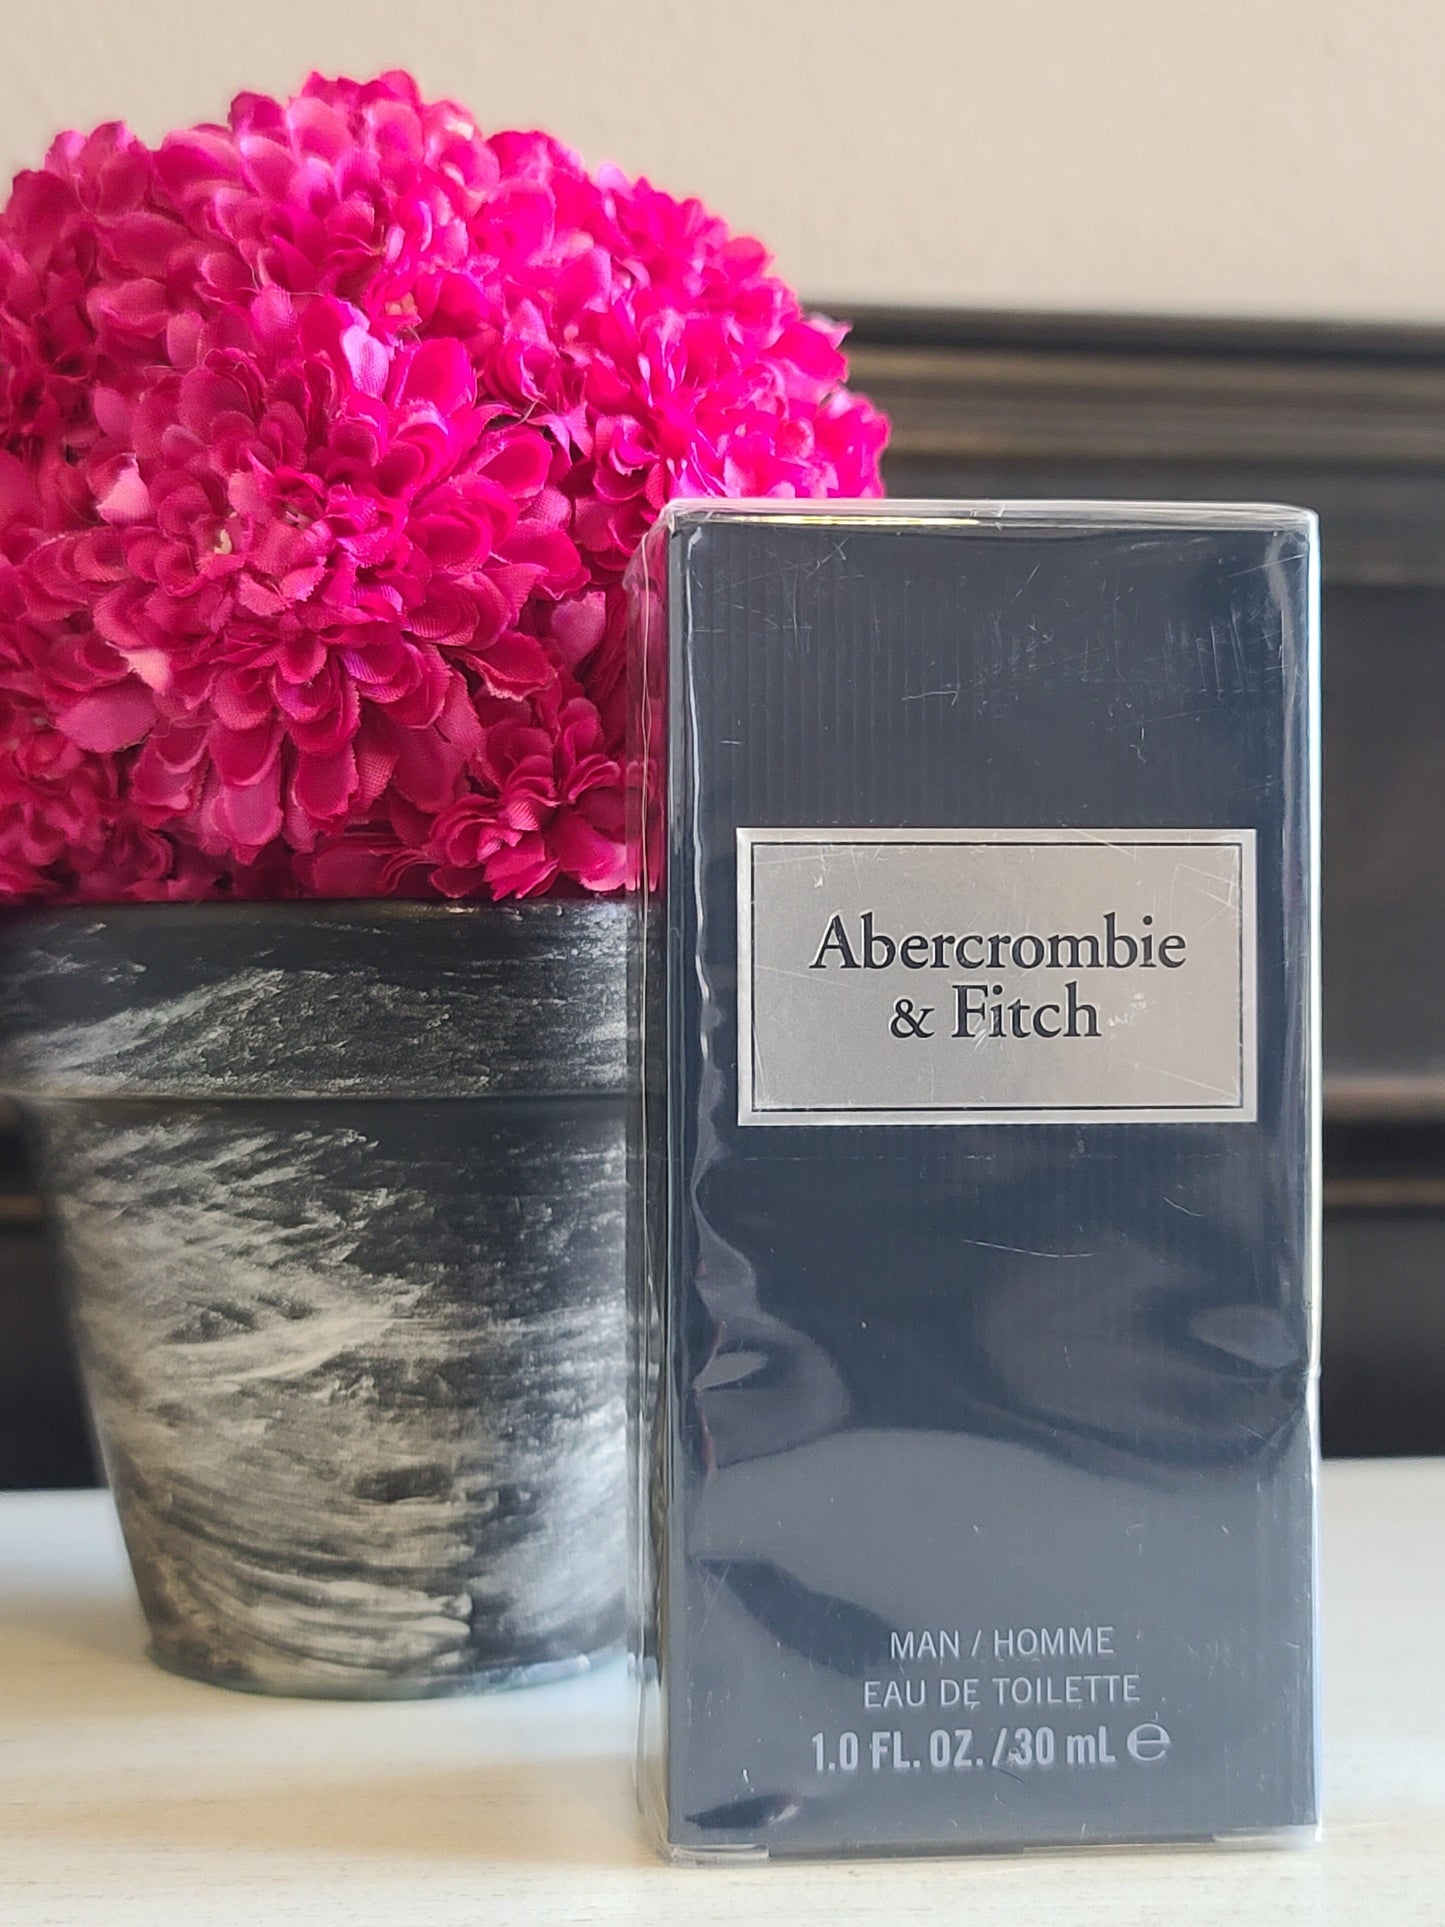 Abercrombie
& Fitch
MAN / HOMME
EAU DE TOILETTE
1.0 FL. OZ. / 30 mL ℮